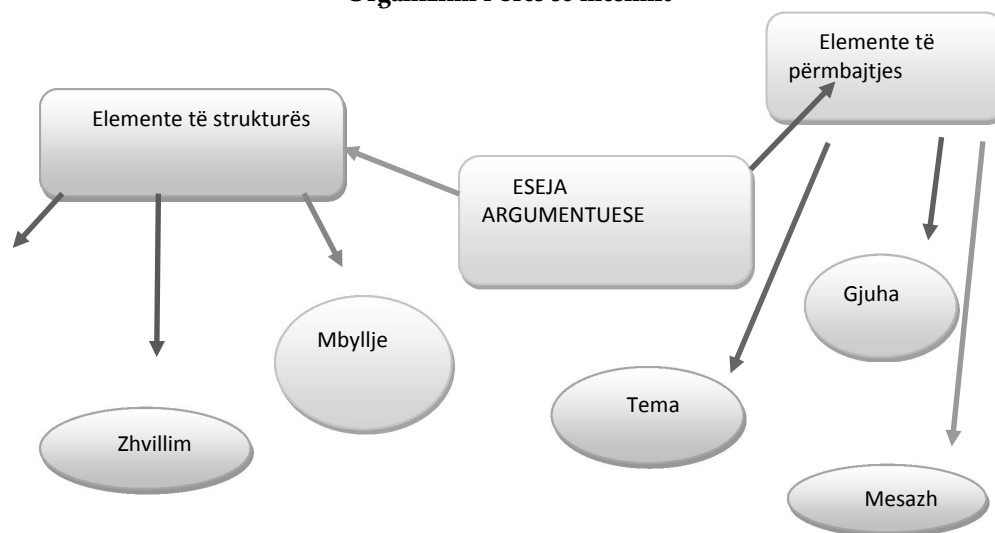 Elemente të
përmbajtjes
Elemente të strukturës
ESEJA
ARGUMENTUESE
Gjuha
Mbyllje
Tema
Zhvillim
Mesazh